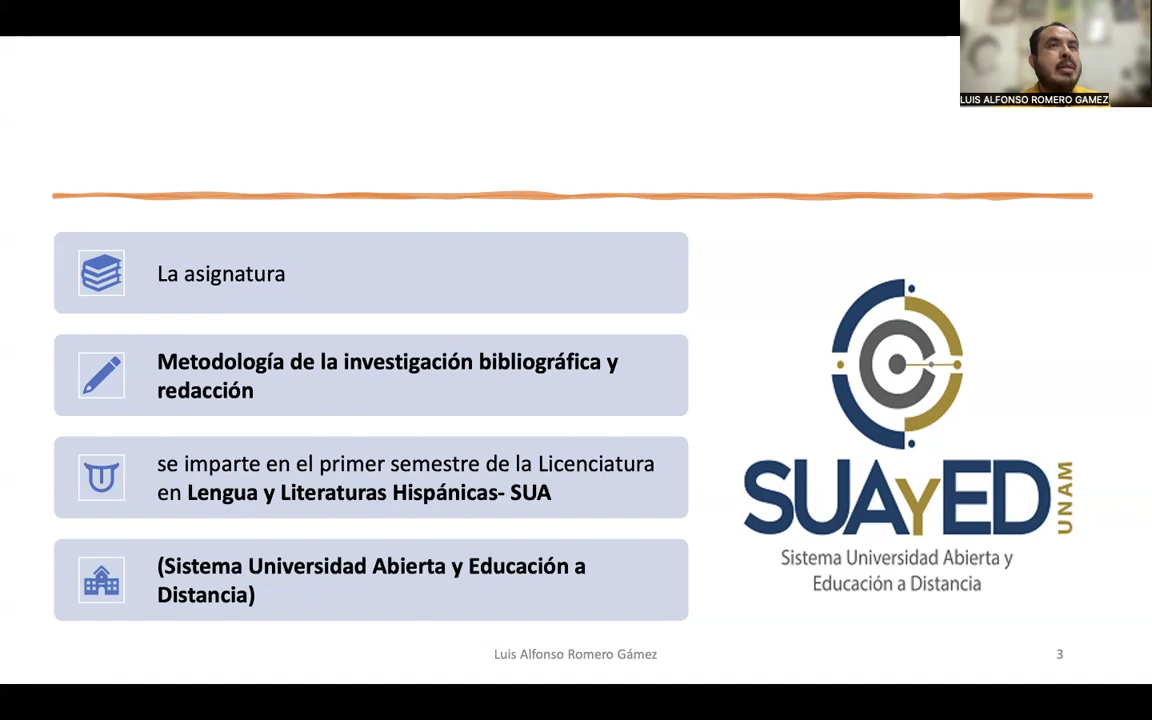 LUIS ALFONSO ROMERO GAMEZ
La asignatura
Metodología de la investigación bibliográfica y
redacción
se imparte en el primer semestre de la Licenciatura
en Lengua y Literaturas Hispánicas- SUA
(Sistema Universidad Abierta y Educación a
Distancia)
SUAyED
UNAM
Sistema Universidad Abierta y
Educación a Distancia
Luis Alfonso Romero Gámez
3